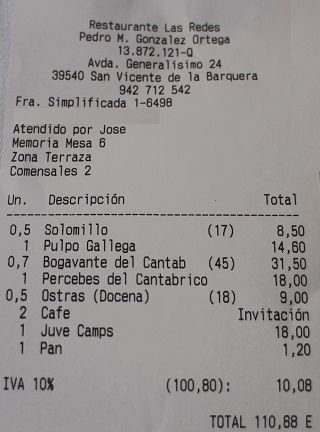 Restaurante Las Redes
Pedro M. Gonzalez Ortega
13.872.121-Q
Avda. Generalisimo 24
39540 San Vicente de la Barquera
942 712 542
Fra. Simplificada 1-6498
Atendido por Jose
Memoria Mesa 6
Zona Terraza
Comensales 2
Un. Descripción Total
0,5 Solomillo (17) 8,50
1 Pulpo Gallega 14,60
0,7 Bogavante del Cantab (45) 31,50
1 Percebes del Cantabrico 18,00
0,5 Ostras (Docena) (18) 9,00
2 Cafe Invitación
1 Juve Camps 18,00
1 Pan 1,20
IVA 10% (100,80): 10,08
TOTAL 110,88 E